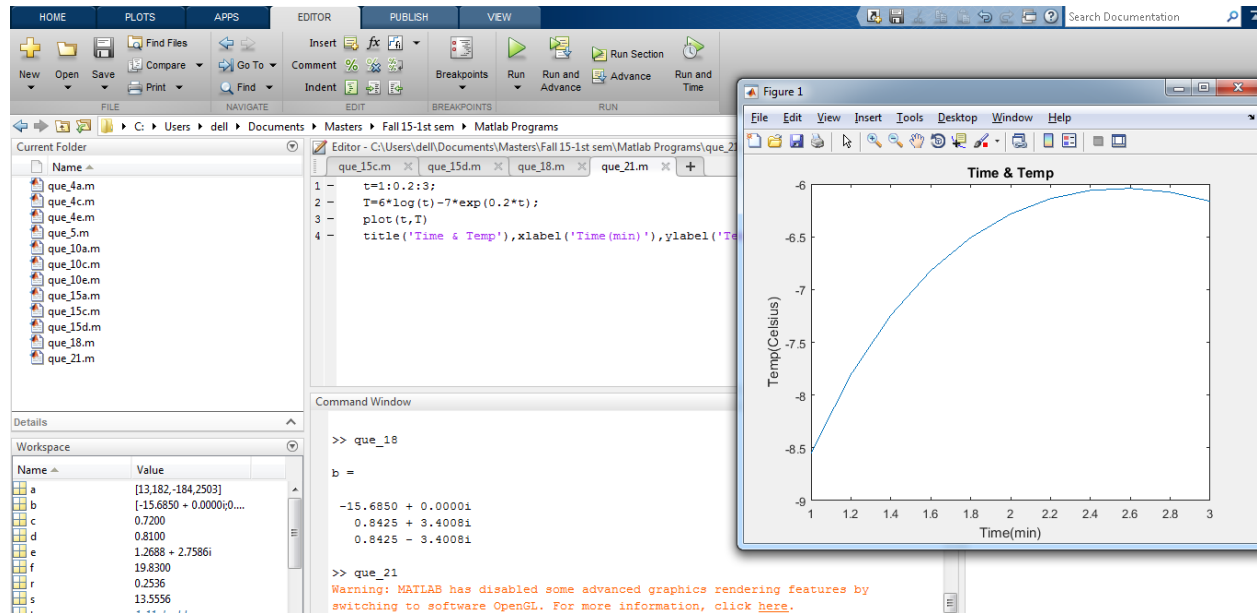 HOME PLOTS APPS EDITOR PUBLISH VIEW
Search Documentation
New Open Save
Find Files
Compare
Print
Go To
Find
Insert fx
Comment %
Indent
Breakpoints
Run
Run and Advance
Run Section
Advance
Run and Time
FILE NAVIGATE EDIT BREAKPOINTS RUN
C: Users dell Documents Masters Fall 15-1st sem Matlab Programs
Current Folder
Name
que_4a.m
que_4c.m
que_4e.m
que_5.m
que_10a.m
que_10c.m
que_10e.m
que_15a.m
que_15c.m
que_15d.m
que_18.m
que_21.m
Details
Workspace
Name Value
a [13,182,-184,2503]
b [-15.6850 + 0.0000i;0....
c 0.7200
d 0.8100
e 1.2688 + 2.7586i
f 19.8300
r 0.2536
s 13.5556
Editor - C:\Users\dell\Documents\Masters\Fall 15-1st sem\Matlab Programs\que_21
que_15c.m que_15d.m que_18.m que_21.m +
1 - t=1:0.2:3;
2 - T=6*log(t)-7*exp(0.2*t);
3 - plot(t,T)
4 - title('Time & Temp'),xlabel('Time(min)'),ylabel('Te
Command Window
>> que_18
b =
-15.6850 + 0.0000i
0.8425 + 3.4008i
0.8425 - 3.4008i
>> que_21
Warning: MATLAB has disabled some advanced graphics rendering features by
switching to software OpenGL. For more information, click here.
Figure 1
File Edit View Insert Tools Desktop Window Help
Time & Temp
-6
-6.5
-7
-7.5
-8
-8.5
-9
Temp(Celsius)
1 1.2 1.4 1.6 1.8 2 2.2 2.4 2.6 2.8 3
Time(min)